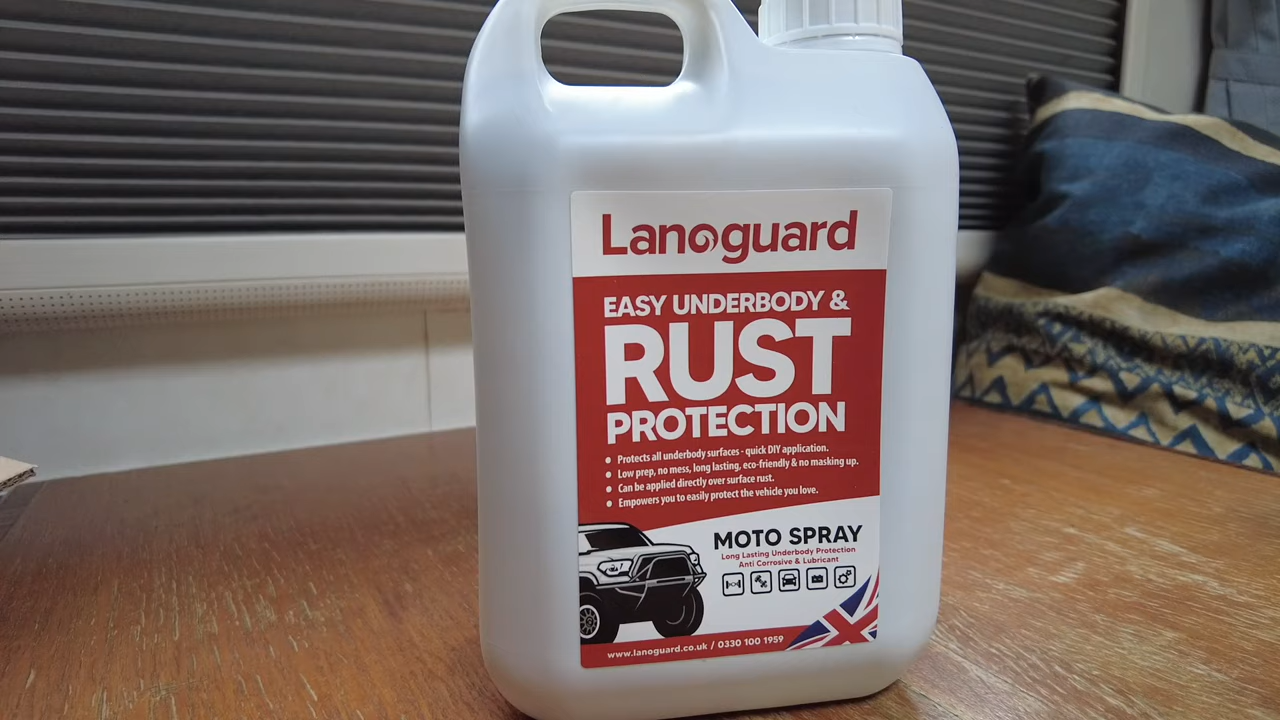 Lanoguard
EASY UNDERBODY &
RUST
PROTECTION
• Protects all underbody surfaces - quick DIY application.
• Low prep, no mess, long lasting, eco-friendly & no masking up.
• Can be applied directly over surface rust.
• Empowers you to easily protect the vehicle you love.
MOTO SPRAY
Long Lasting Underbody Protection
Anti Corrosive & Lubricant
www.lanoguard.co.uk / 0330 100 1959